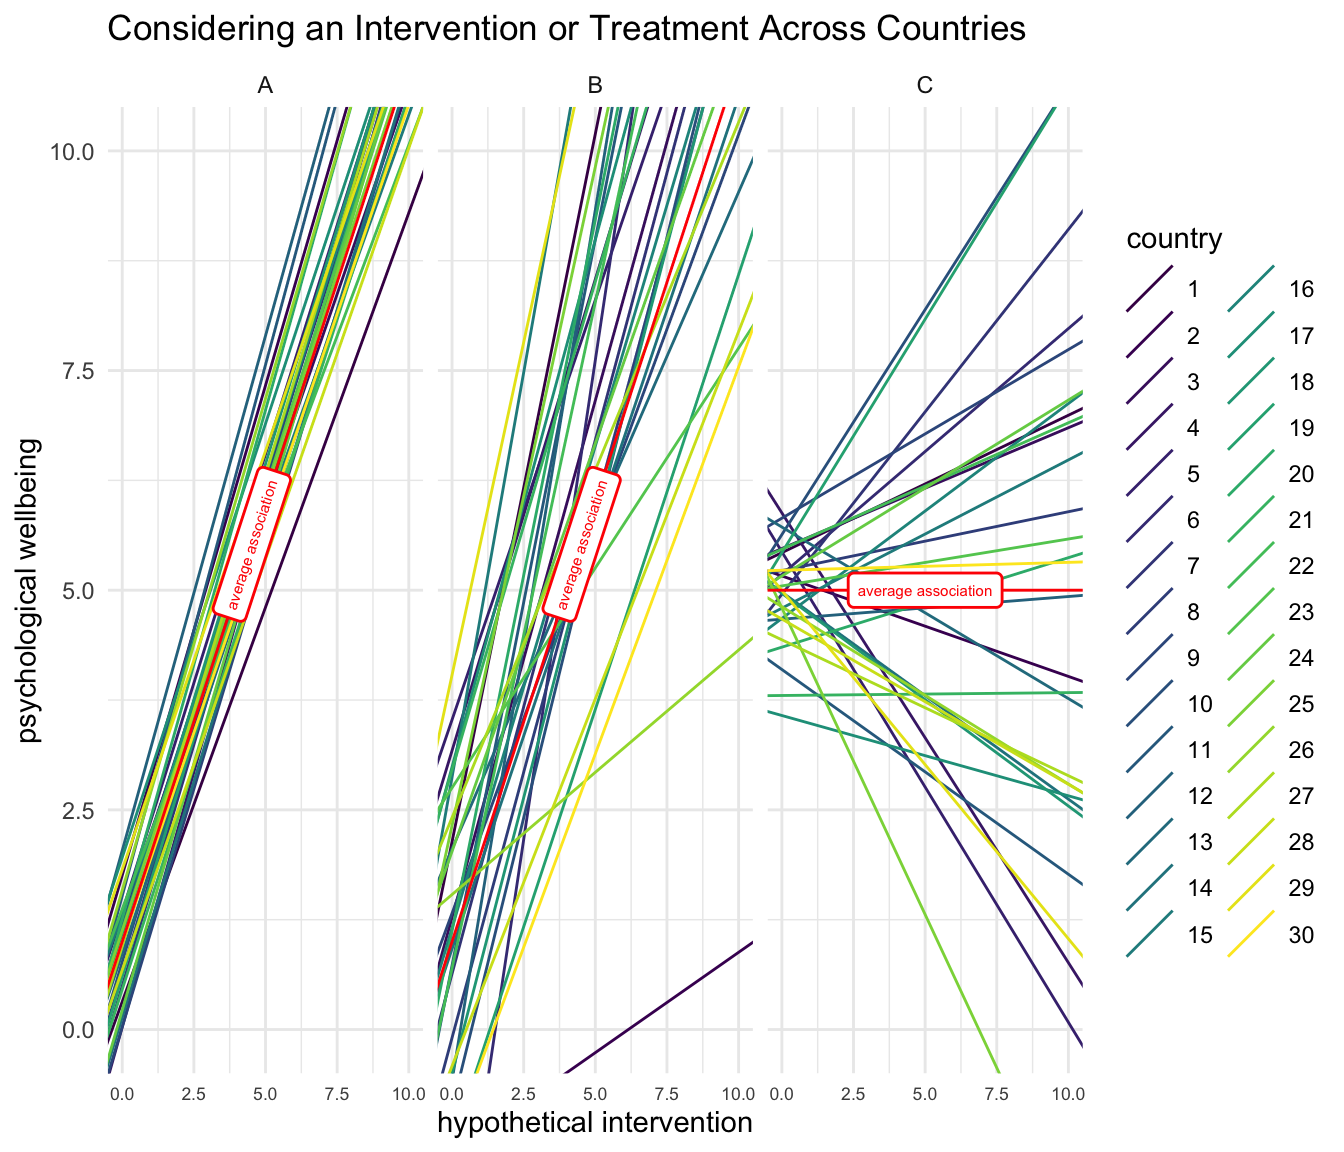 Considering an Intervention or Treatment Across Countries
A
B
C
10.0
7.5
5.0
2.5
0.0
psychological wellbeing
average association
average association
average association
0.0 2.5 5.0 7.5 10.0
0.0 2.5 5.0 7.5 10.0
0.0 2.5 5.0 7.5 10.0
hypothetical intervention
country
1
2
3
4
5
6
7
8
9
10
11
12
13
14
15
16
17
18
19
20
21
22
23
24
25
26
27
28
29
30